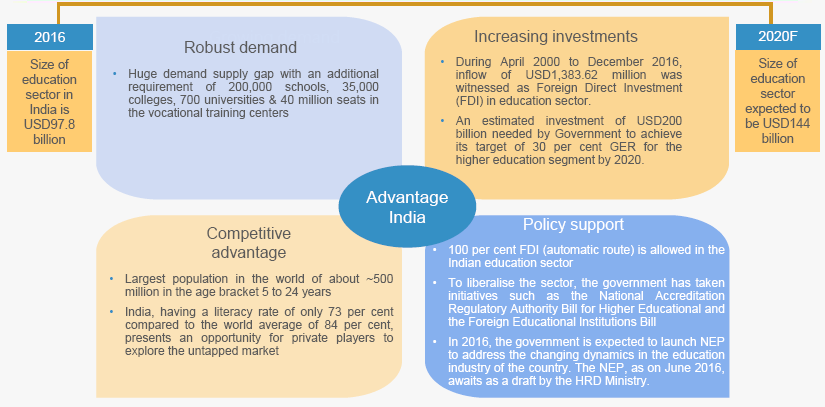 2016
Size of
education
sector in
India is
USD97.8
billion
Robust demand
• Huge demand supply gap with an additional
requirement of 200,000 schools, 35,000
colleges, 700 universities & 40 million seats in
the vocational training centers
Increasing investments
• During April 2000 to December 2016,
inflow of USD1,383.62 million was
witnessed as Foreign Direct Investment
(FDI) in education sector.
• An estimated investment of USD200
billion needed by Government to achieve
its target of 30 per cent GER for the
higher education segment by 2020.
2020F
Size of
education
sector
expected to
be USD144
billion
Advantage
India
Competitive
advantage
• Largest population in the world of about ~500
million in the age bracket 5 to 24 years
• India, having a literacy rate of only 73 per cent
compared to the world average of 84 per cent,
presents an opportunity for private players to
explore the untapped market
Policy support
• 100 per cent FDI (automatic route) is allowed in the
Indian education sector
• To liberalise the sector, the government has taken
initiatives such as the National Accreditation
Regulatory Authority Bill for Higher Educational and
the Foreign Educational Institutions Bill
• In 2016, the government is expected to launch NEP
to address the changing dynamics in the education
industry of the country. The NEP, as on June 2016,
awaits as a draft by the HRD Ministry.